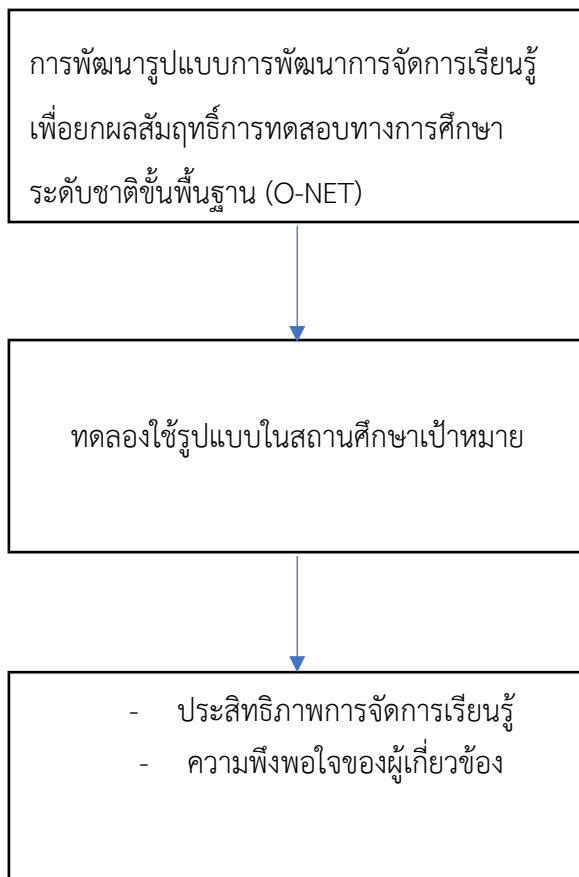 การพัฒนารูปแบบการพัฒนาการจัดการเรียนรู้
เพื่อยกผลสัมฤทธิ์การทดสอบทางการศึกษา
ระดับชาติขั้นพื้นฐาน (O-NET)
ทดลองใช้รูปแบบในสถานศึกษาเป้าหมาย
- ประสิทธิภาพการจัดการเรียนรู้
- ความพึงพอใจของผู้เกี่ยวข้อง